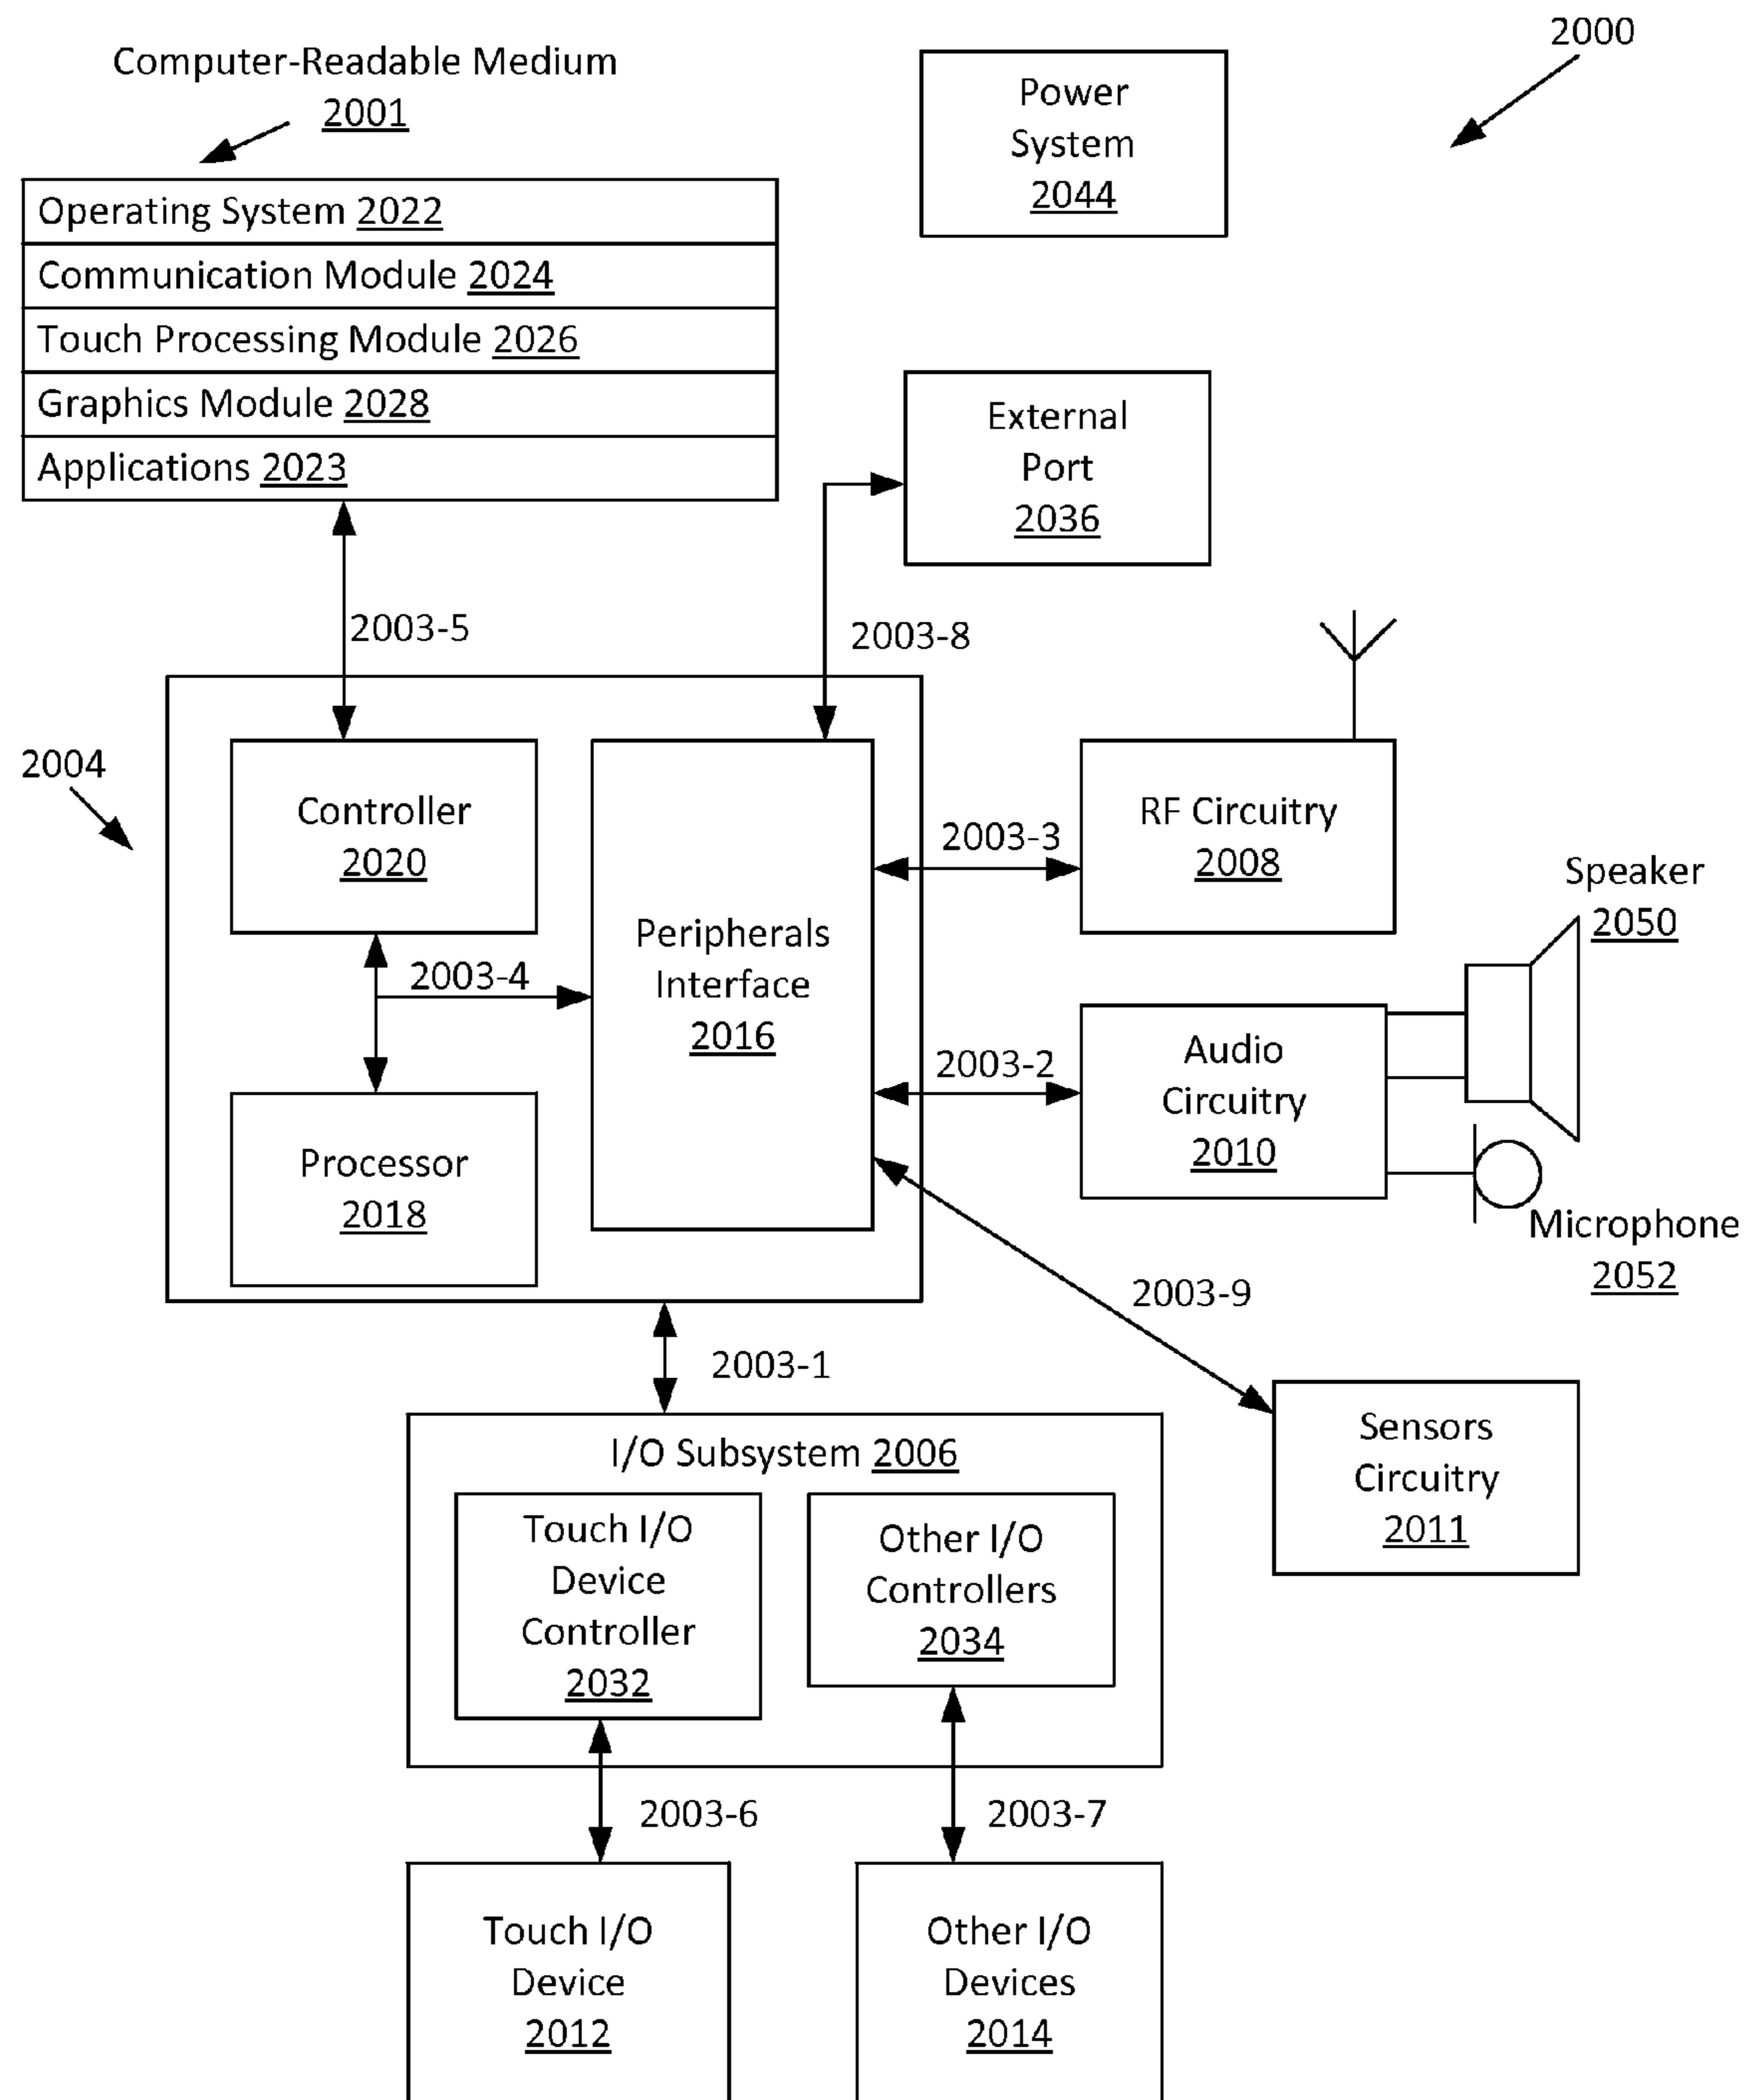 2000
Computer-Readable Medium
2001
Power
System
2044
Operating System 2022
Communication Module 2024
Touch Processing Module 2026
Graphics Module 2028
Applications 2023
External
Port
2036
2003-5
2003-8
2004
Controller
2020
RF Circuitry
2008
2003-3
Speaker
2050
Peripherals
Interface
2016
2003-4
2003-2
Audio
Circuitry
2010
Processor
2018
Microphone
2052
2003-9
2003-1
I/O Subsystem 2006
Touch I/O
Device
Controller
2032
Other I/O
Controllers
2034
Sensors
Circuitry
2011
2003-6
2003-7
Touch I/O
Device
2012
Other I/O
Devices
2014